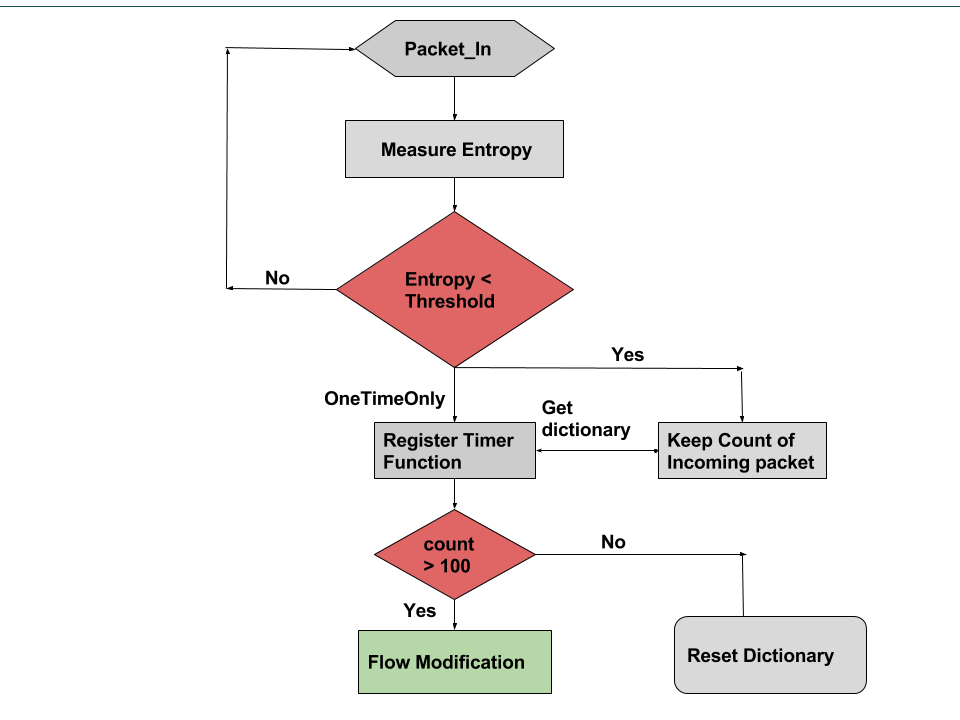 Packet_In
Measure Entropy
Entropy <
Threshold
No
Yes
OneTimeOnly
Get
dictionary
Register Timer
Function
Keep Count of
Incoming packet
count
> 100
No
Yes
Flow Modification
Reset Dictionary